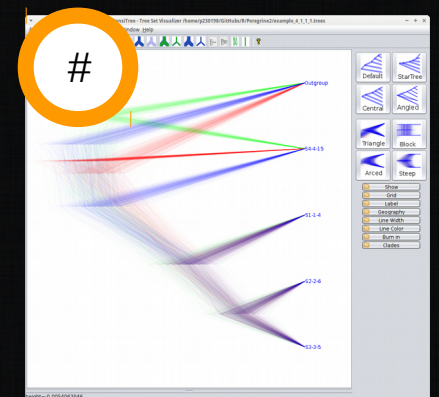 #
nsiTree - Tree Set Visualizer /home/p230198/GitHubs/R/Peregrine2/example_4_1_1_1.trees
ndow Help
Outgroup
S4-4-15
S1-1-4
S2-2-6
S3-3-5
Default
StarTree
Central
Angled
Triangle
Block
Arced
Steep
Show
Grid
Label
Geography
Line Width
Line Color
Burn in
Clades